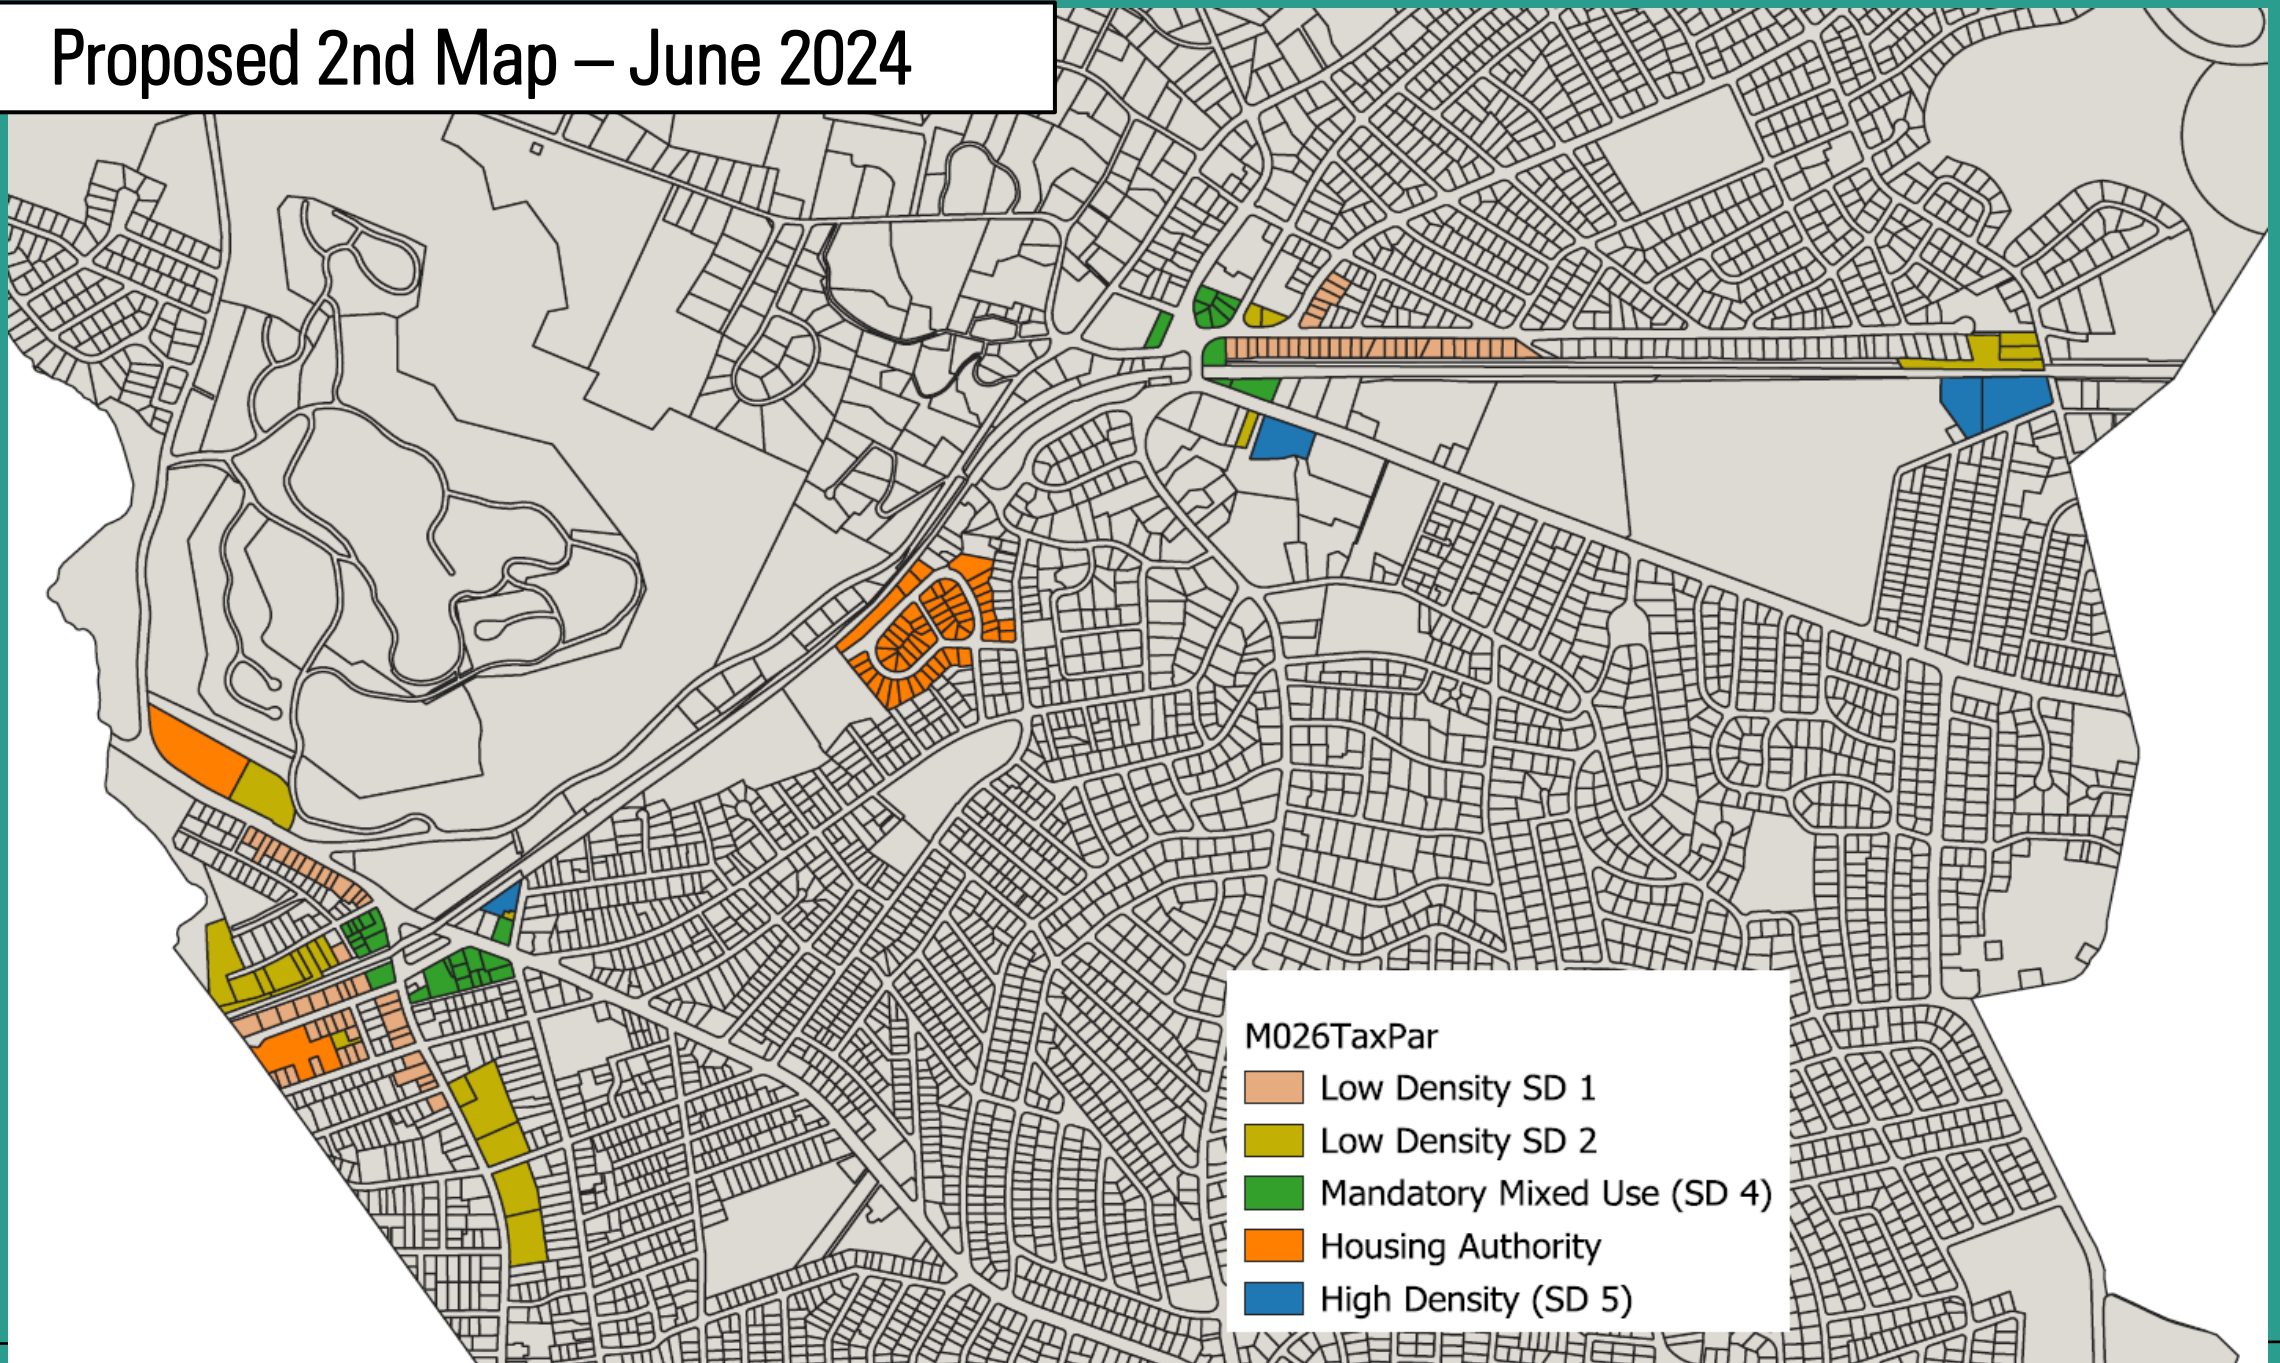 Proposed 2nd Map – June 2024
M026TaxPar
Low Density SD 1
Low Density SD 2
Mandatory Mixed Use (SD 4)
Housing Authority
High Density (SD 5)